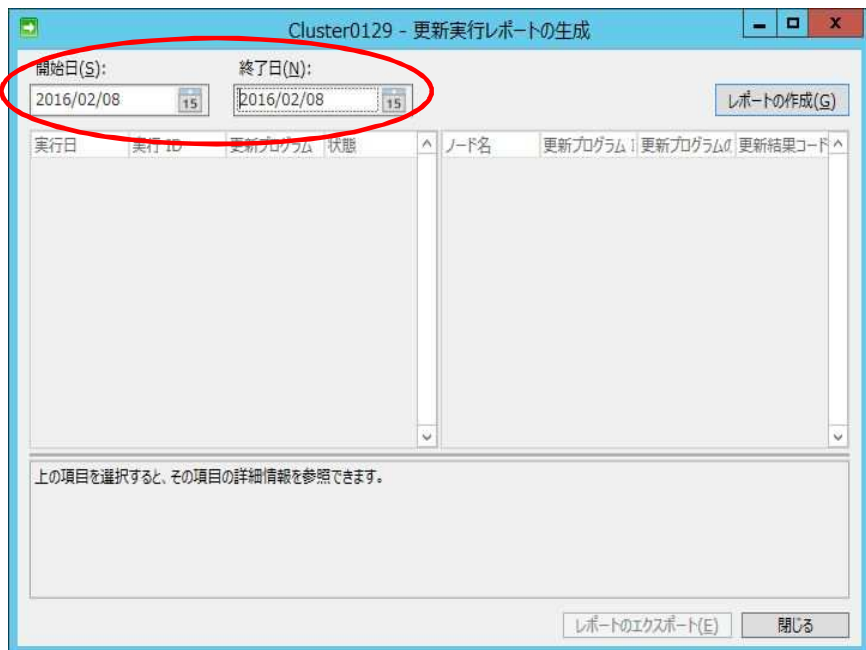 Cluster0129 - 更新実行レポートの生成
開始日(S): 終了日(N):
2016/02/08 15 2016/02/08 15
レポートの作成(G)
実行日 実行 ID 更新プログラム 状態 ノード名 更新プログラム I 更新プログラムの 更新結果コード
上の項目を選択すると、その項目の詳細情報を参照できます。
レポートのエクスポート(E) 閉じる